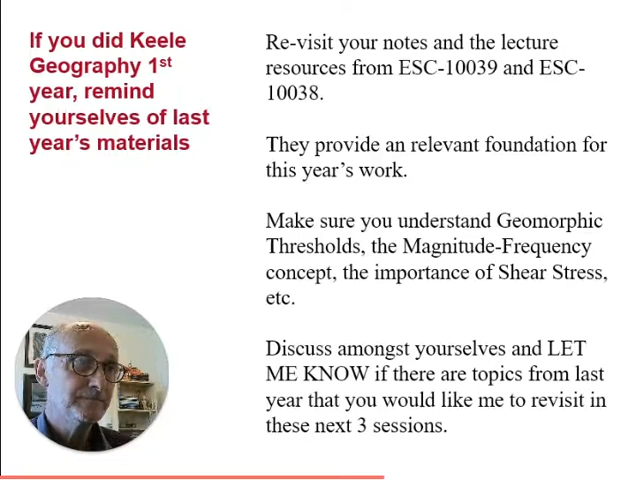 If you did Keele
Geography 1st
year, remind
yourselves of last
year's materials
Re-visit your notes and the lecture
resources from ESC-10039 and ESC-
10038.
They provide an relevant foundation for
this year's work.
Make sure you understand Geomorphic
Thresholds, the Magnitude-Frequency
concept, the importance of Shear Stress,
etc.
Discuss amongst yourselves and LET
ME KNOW if there are topics from last
year that you would like me to revisit in
these next 3 sessions.